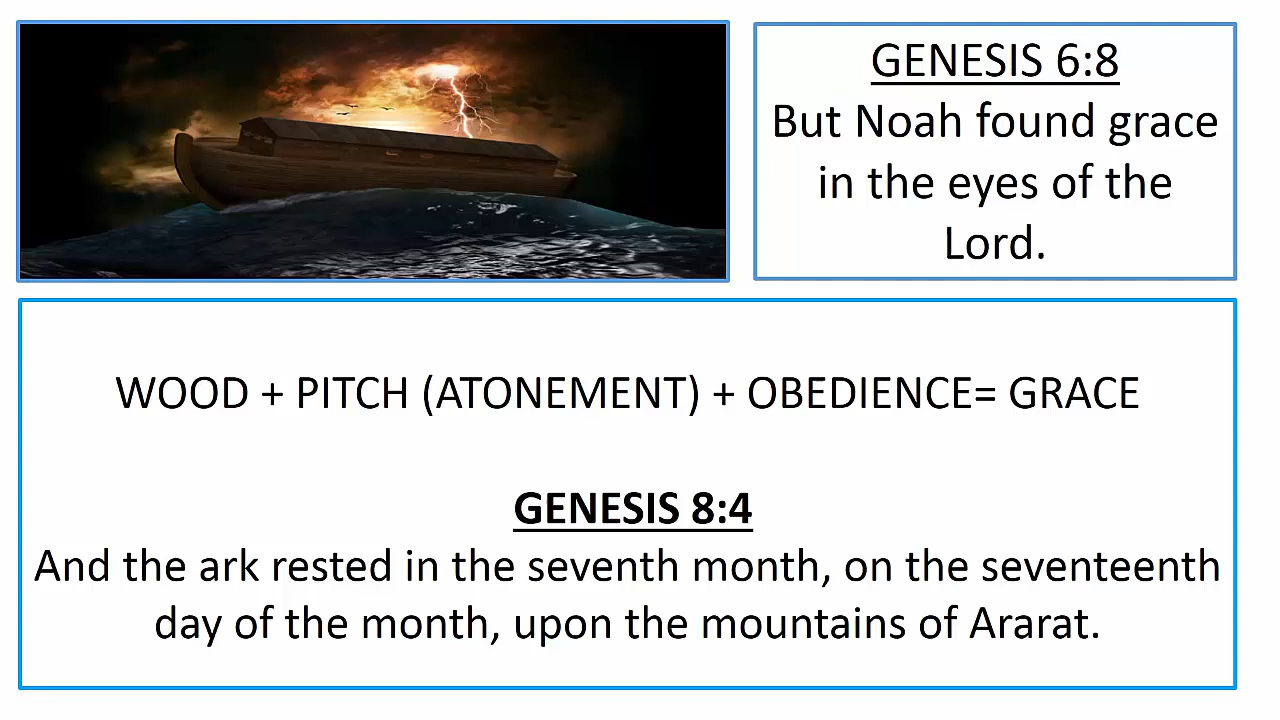 GENESIS 6:8
But Noah found grace
in the eyes of the
Lord.
WOOD + PITCH (ATONEMENT) + OBEDIENCE= GRACE
GENESIS 8:4
And the ark rested in the seventh month, on the seventeenth
day of the month, upon the mountains of Ararat.